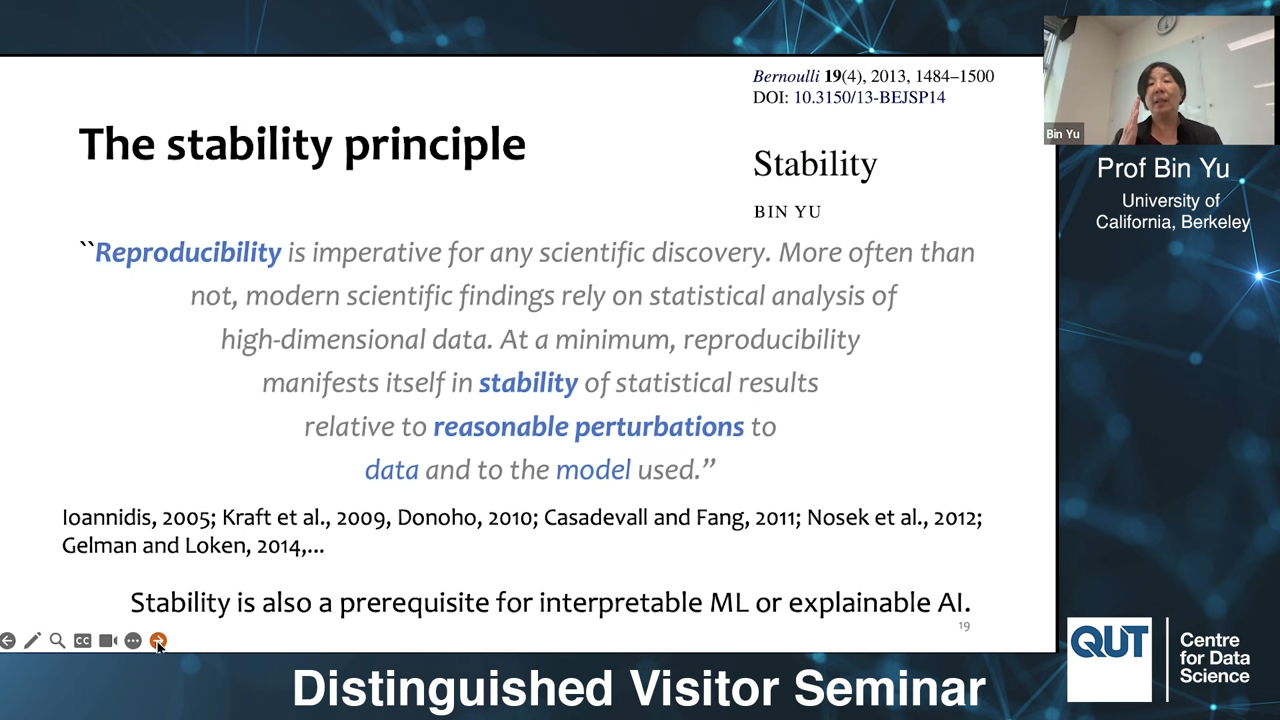 Bernoulli 19(4), 2013, 1484–1500
DOI: 10.3150/13-BEJSP14
The stability principle
Stability
BIN YU
``Reproducibility is imperative for any scientific discovery. More often than
not, modern scientific findings rely on statistical analysis of
high-dimensional data. At a minimum, reproducibility
manifests itself in stability of statistical results
relative to reasonable perturbations to
data and to the model used.”
Ioannidis, 2005; Kraft et al., 2009, Donoho, 2010; Casadevall and Fang, 2011; Nosek et al., 2012;
Gelman and Loken, 2014,...
Stability is also a prerequisite for interpretable ML or explainable AI.
19
CC
Bin Yu
Prof Bin Yu
University of
California, Berkeley
QUT
Centre
for Data
Science
Distinguished Visitor Seminar